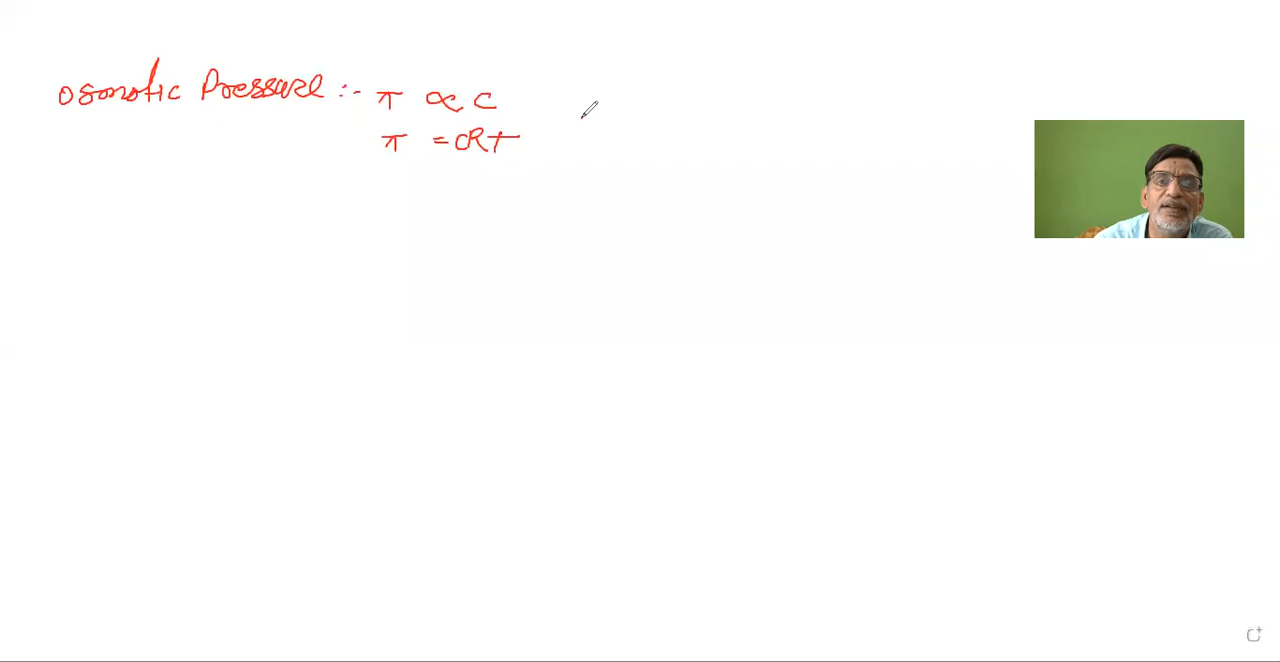 Osmotic Pressure :- π ∝ C
π = CRT